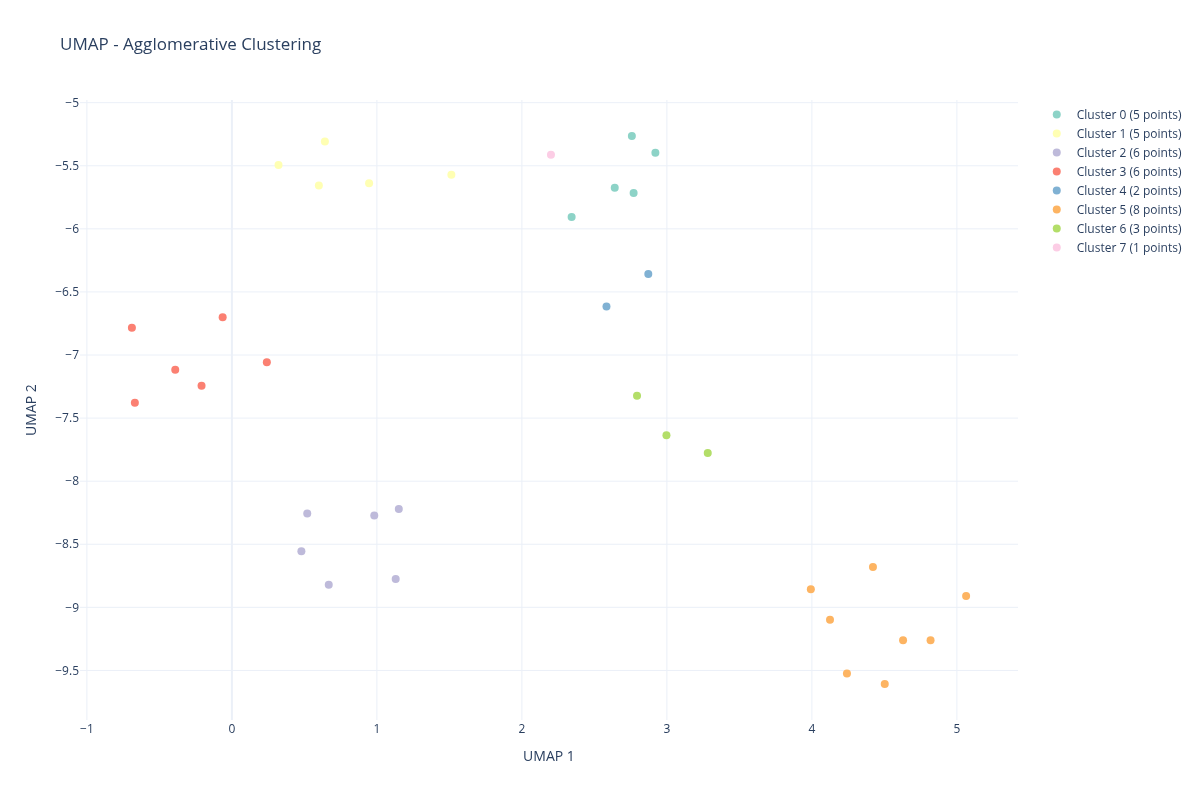 UMAP - Agglomerative Clustering
Cluster 0 (5 points)
Cluster 1 (5 points)
Cluster 2 (6 points)
Cluster 3 (6 points)
Cluster 4 (2 points)
Cluster 5 (8 points)
Cluster 6 (3 points)
Cluster 7 (1 points)
−5
−5.5
−6
−6.5
−7
−7.5
−8
−8.5
−9
−9.5
UMAP 2
−1 0 1 2 3 4 5
UMAP 1